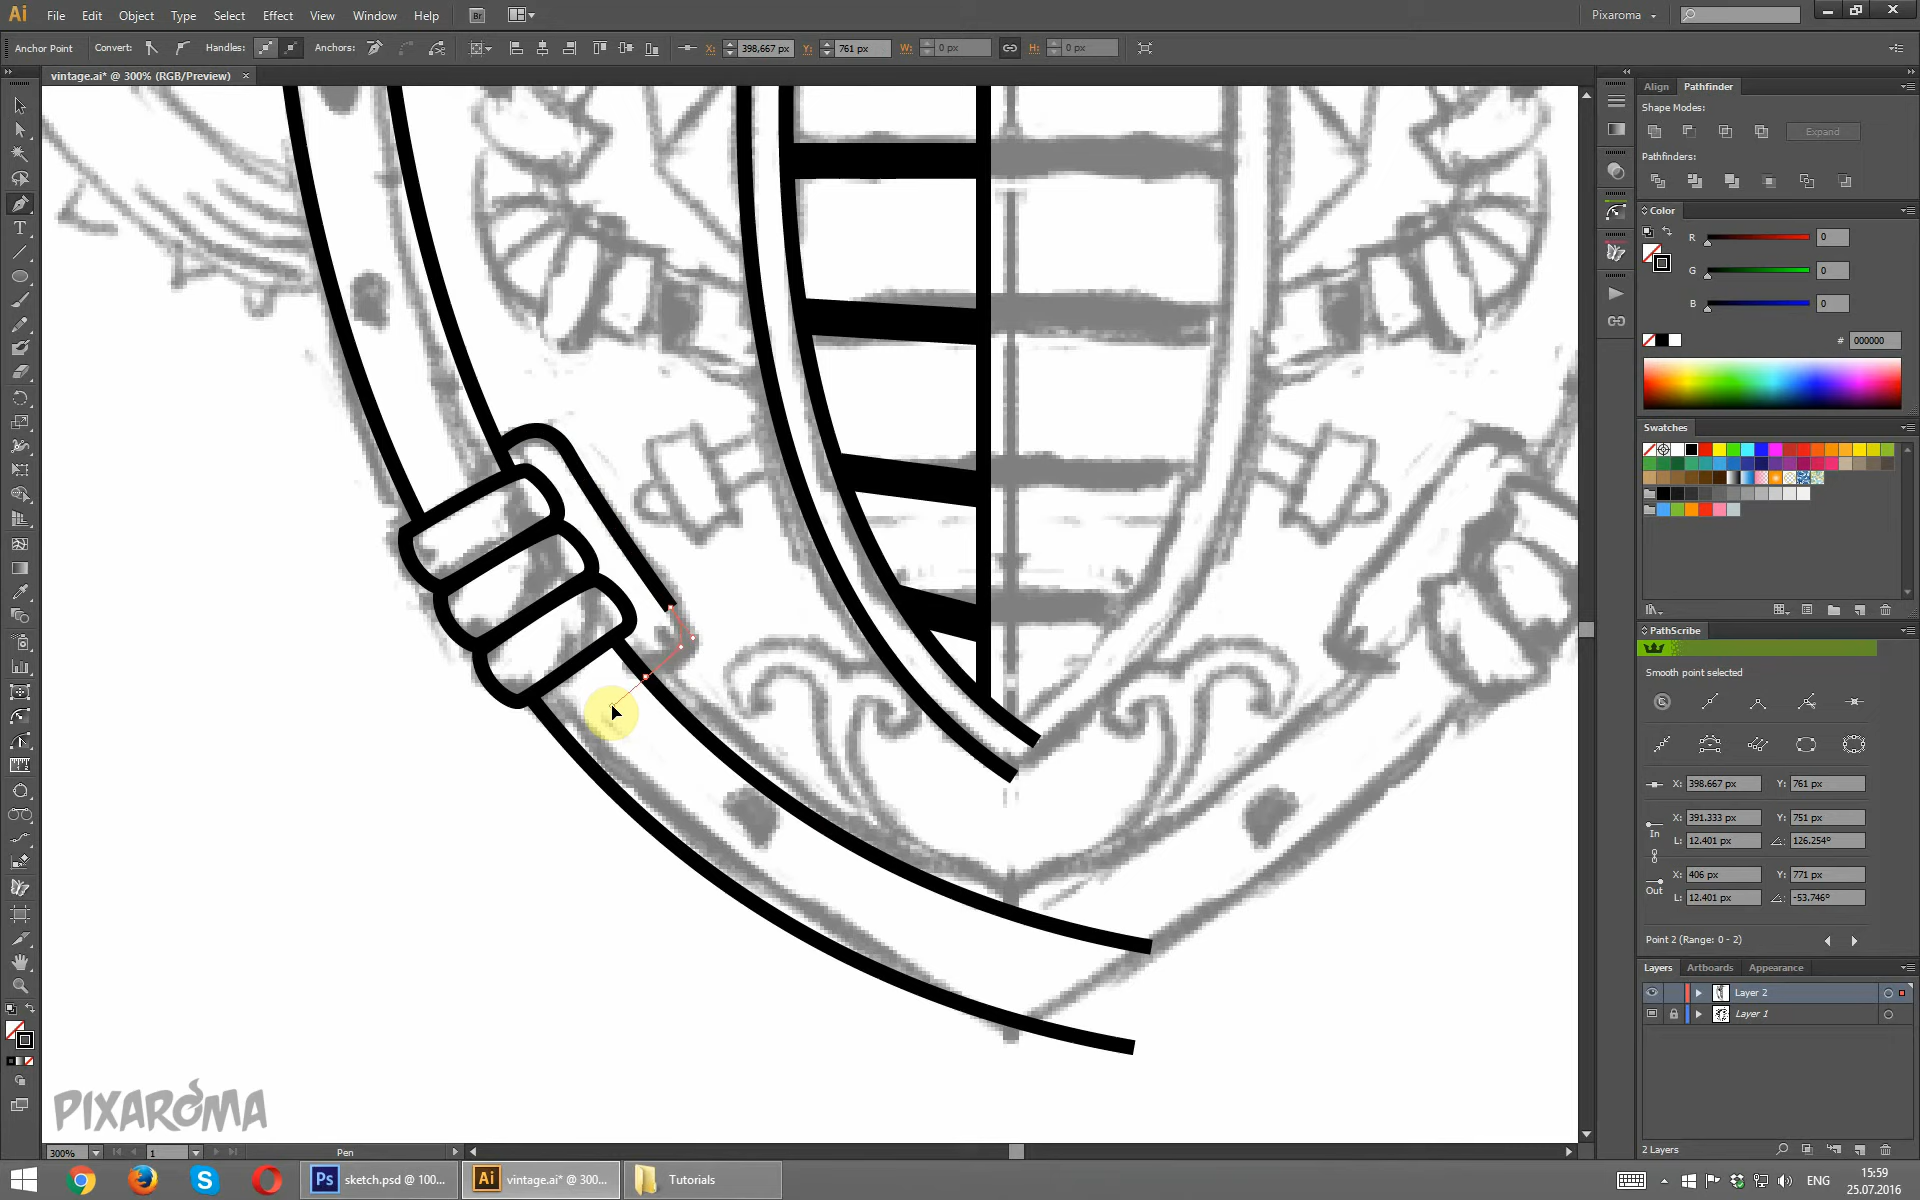 Ai File Edit Object Type Select Effect View Window Help Br Pixaroma
Anchor Point Convert: Handles: Anchors: X: 398,667 px Y: 761 px W: 0 px H: 0 px
vintage.ai* @ 300% (RGB/Preview) ×
Align Pathfinder
Shape Modes:
Expand
Pathfinders:
Color
R 0
G 0
B 0
# 000000
Swatches
PathScribe
Smooth point selected
X: 398.667 px Y: 761 px
X: 391.333 px Y: 751 px
In
L: 12.401 px 126.254°
X: 406 px Y: 771 px
Out
L: 12.401 px -53.746°
Point 2 (Range: 0 - 2)
Layers Artboards Appearance
Layer 2
Layer 1
PIXAROMA
2 Layers
300% 1 Pen
Ps sketch.psd @ 100... Ai vintage.ai* @ 300... Tutorials ENG 15:59
25.07.2016